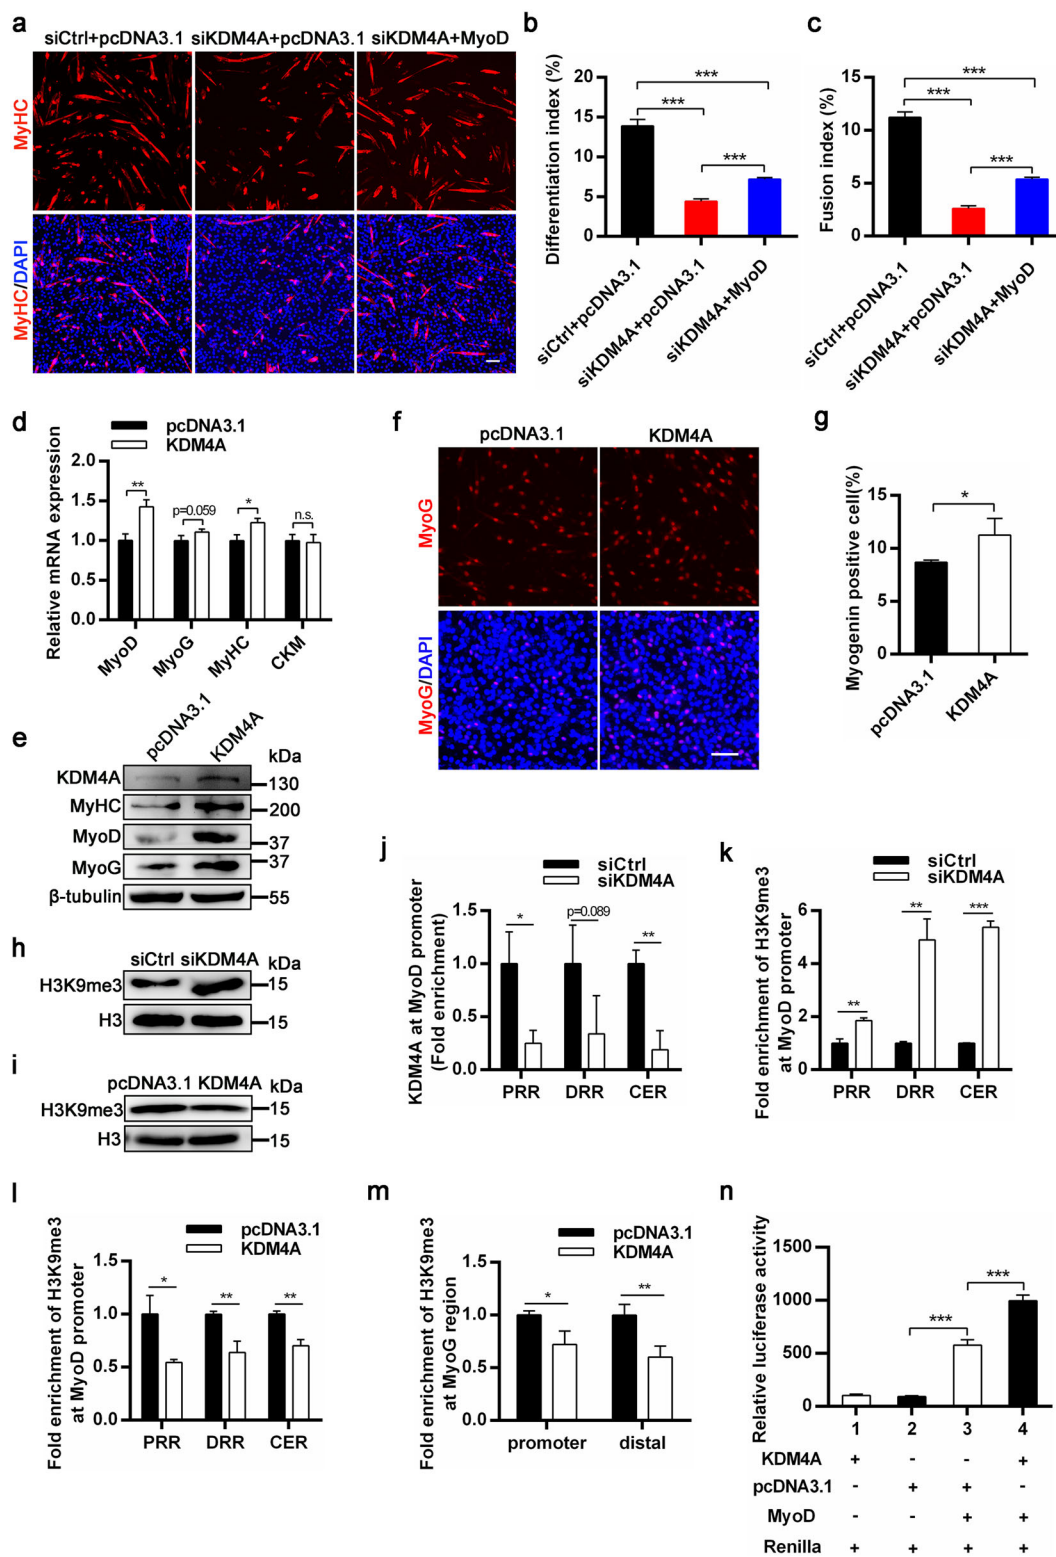 a
siCtrl+pcDNA3.1 siKDM4A+pcDNA3.1 siKDM4A+MyoD
MyHC
MyHC/DAPI
b
Differentiation index (%)
20
15
10
5
0
***
***
***
siCtrl+pcDNA3.1
siKDM4A+pcDNA3.1
siKDM4A+MyoD
c
Fusion index (%)
15
10
5
0
***
***
***
siCtrl+pcDNA3.1
siKDM4A+pcDNA3.1
siKDM4A+MyoD
d
pcDNA3.1
KDM4A
Relative mRNA expression
2.0
1.5
1.0
0.5
0.0
**
p=0.059
*
n.s.
MyoD
MyoG
MyHC
CKM
e
pcDNA3.1
KDM4A
kDa
KDM4A
130
MyHC
200
MyoD
37
MyoG
37
β-tubulin
55
f
pcDNA3.1 KDM4A
MyoG
MyoG/DAPI
g
Myogenin positive cell(%)
15
10
5
0
*
pcDNA3.1
KDM4A
h
siCtrl siKDM4A kDa
H3K9me3 15
H3 15
i
pcDNA3.1 KDM4A kDa
H3K9me3 15
H3 15
j
siCtrl
siKDM4A
KDM4A at MyoD promoter
(Fold enrichment)
1.5
1.0
0.5
0.0
*
p=0.089
**
PRR DRR CER
k
siCtrl
siKDM4A
Fold enrichment of H3K9me3
at MyoD promoter
6
4
2
0
**
**
***
PRR DRR CER
l
pcDNA3.1
KDM4A
Fold enrichment of H3K9me3
at MyoD promoter
1.5
1.0
0.5
0.0
*
**
**
PRR DRR CER
m
pcDNA3.1
KDM4A
Fold enrichment of H3K9me3
at MyoG region
1.5
1.0
0.5
0.0
*
**
promoter distal
n
Relative luciferase activity
1500
1000
500
0
***
***
1 2 3 4
KDM4A + - - +
pcDNA3.1 - + + -
MyoD - - + +
Renilla + + + +